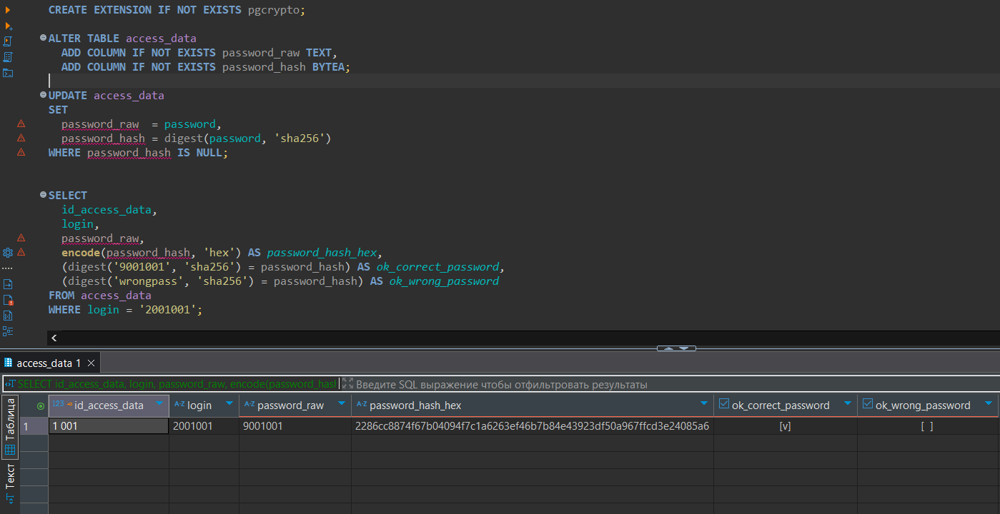 CREATE EXTENSION IF NOT EXISTS pgcrypto;
ALTER TABLE access_data
ADD COLUMN IF NOT EXISTS password_raw TEXT,
ADD COLUMN IF NOT EXISTS password_hash BYTEA;
UPDATE access_data
SET
password_raw = password,
password_hash = digest(password, 'sha256')
WHERE password_hash IS NULL;
SELECT
id_access_data,
login,
password_raw,
encode(password_hash, 'hex') AS password_hash_hex,
(digest('9001001', 'sha256') = password_hash) AS ok_correct_password,
(digest('wrongpass', 'sha256') = password_hash) AS ok_wrong_password
FROM access_data
WHERE login = '2001001';
access_data 1
SELECT id_access_data, login, password_raw, encode(password_hash Введите SQL выражение чтобы отфильтровать результаты
Таблица
Текст
123 id_access_data A-Z login A-Z password_raw A-Z password_hash_hex ok_correct_password ok_wrong_password
1 1 001 2001001 9001001 2286cc8874f67b04094f7c1a6263ef46b7b84e43923df50a967ffcd3e24085a6 [v] [ ]